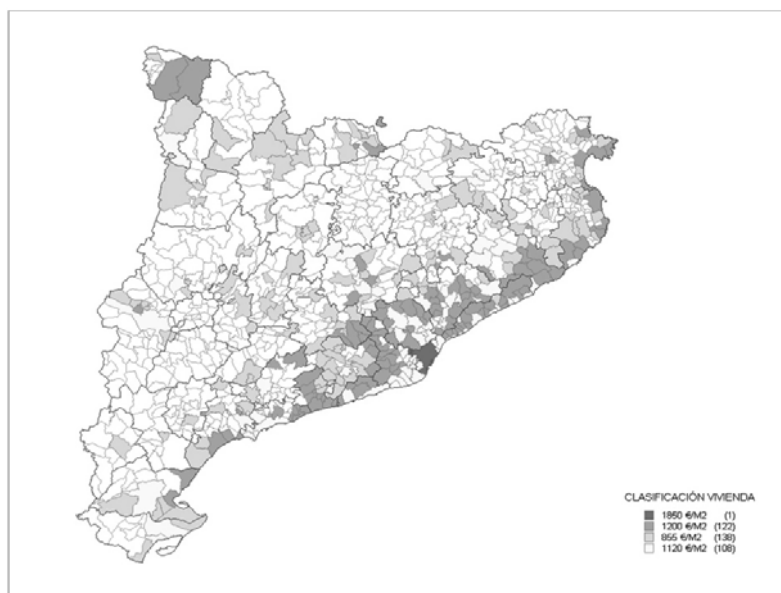 CLASIFICACIÓN VIVIENDA
1850 €/M2 (1)
1200 €/M2 (122)
855 €/M2 (138)
1120 €/M2 (108)